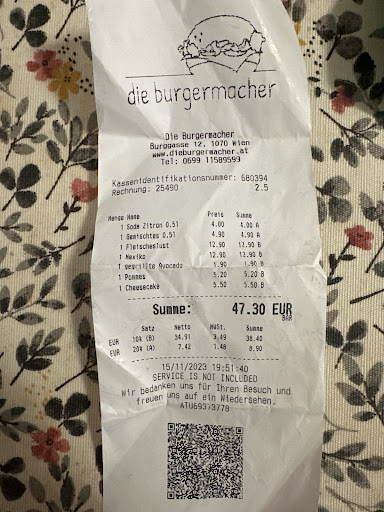 die burgermacher
Die Burgermacher
Burggasse 12, 1070 Wien
www.dieburgermacher.at
Tel: 0699 11589599
Kassenidentifikationsnummer: 680394
Rechnung: 25490 2.5
Menge Name Preis Summe
1 Soda Zitron 0.5l 4.00 4.00 A
1 Gemischtes 0.5l 4.90 4.90 A
1 Fleischeslust 12.90 12.90 B
1 Mexiko 12.90 12.90 B
1 gegrillte Avocado 1.90 1.90 B
1 Pommes 5.20 5.20 B
1 Cheesecake 5.50 5.50 B
Summe: 47.30 EUR
BAR
Satz Netto MWSt. Summe
EUR 10% (B) 34.91 3.49 38.40
EUR 20% (A) 7.42 1.48 8.90
15/11/2023 19:51:40
SERVICE IS NOT INCLUDED
Wir bedanken uns für Ihren Besuch und
freuen uns auf ein Wiedersehen.
ATU69373778